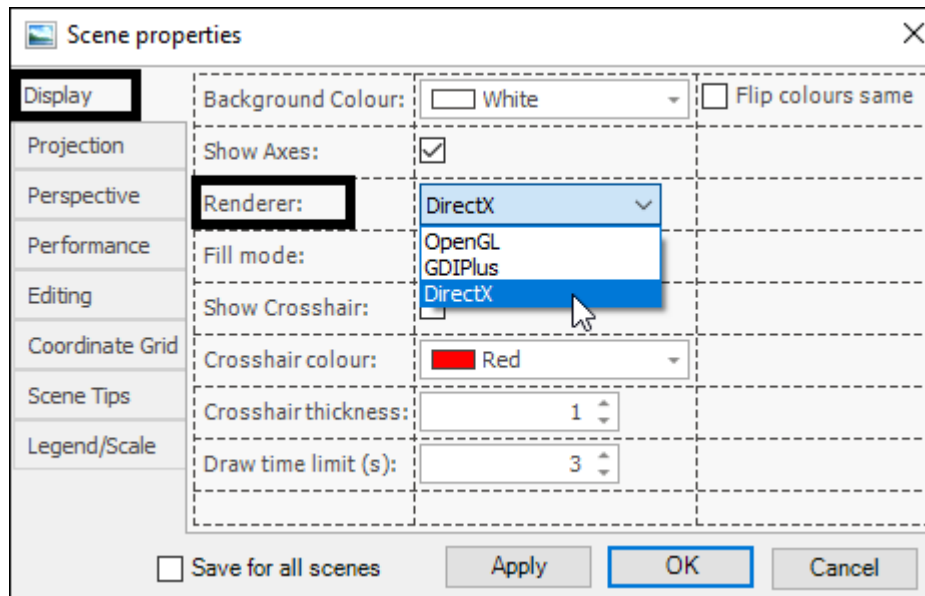 Scene properties
Display
Projection
Perspective
Performance
Editing
Coordinate Grid
Scene Tips
Legend/Scale
Background Colour: White Flip colours same
Show Axes:
Renderer: DirectX
OpenGL
GDIPlus
DirectX
Fill mode:
Show Crosshair:
Crosshair colour: Red
Crosshair thickness: 1
Draw time limit (s): 3
Save for all scenes Apply OK Cancel